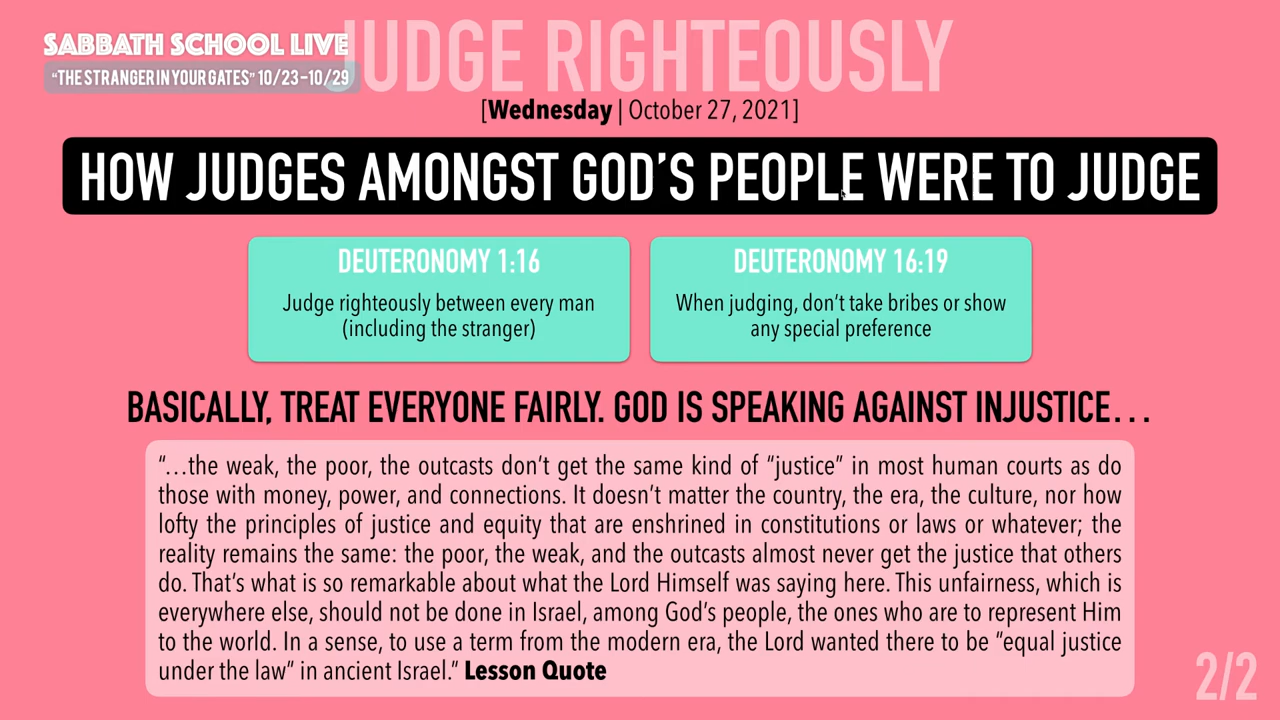 JUDGE RIGHTEOUSLY
SABBATH SCHOOL LIVE
“THE STRANGER IN YOUR GATES” 10/23-10/29
[Wednesday | October 27, 2021]
HOW JUDGES AMONGST GOD’S PEOPLE WERE TO JUDGE
DEUTERONOMY 1:16
Judge righteously between every man
(including the stranger)
DEUTERONOMY 16:19
When judging, don’t take bribes or show
any special preference
BASICALLY, TREAT EVERYONE FAIRLY. GOD IS SPEAKING AGAINST INJUSTICE...
“...the weak, the poor, the outcasts don’t get the same kind of “justice” in most human courts as do
those with money, power, and connections. It doesn’t matter the country, the era, the culture, nor how
lofty the principles of justice and equity that are enshrined in constitutions or laws or whatever; the
reality remains the same: the poor, the weak, and the outcasts almost never get the justice that others
do. That’s what is so remarkable about what the Lord Himself was saying here. This unfairness, which is
everywhere else, should not be done in Israel, among God’s people, the ones who are to represent Him
to the world. In a sense, to use a term from the modern era, the Lord wanted there to be “equal justice
under the law” in ancient Israel.” Lesson Quote
2/2